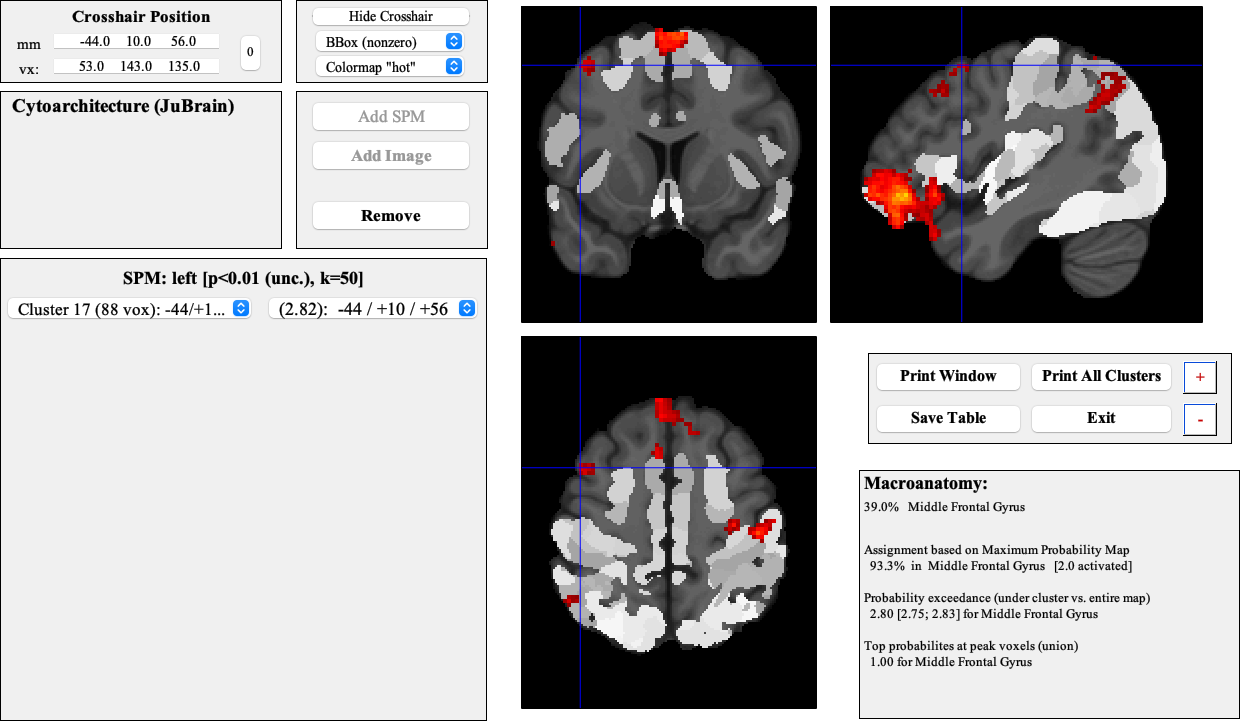 Crosshair Position
mm -44.0 10.0 56.0
0
vx: 53.0 143.0 135.0
Hide Crosshair
BBox (nonzero)
Colormap "hot"
Cytoarchitecture (JuBrain)
Add SPM
Add Image
Remove
SPM: left [p<0.01 (unc.), k=50]
Cluster 17 (88 vox): -44/+1... (2.82): -44 / +10 / +56
Print Window Print All Clusters +
Save Table Exit -
Macroanatomy:
39.0% Middle Frontal Gyrus
Assignment based on Maximum Probability Map
93.3% in Middle Frontal Gyrus [2.0 activated]
Probability exceedance (under cluster vs. entire map)
2.80 [2.75; 2.83] for Middle Frontal Gyrus
Top probabilites at peak voxels (union)
1.00 for Middle Frontal Gyrus